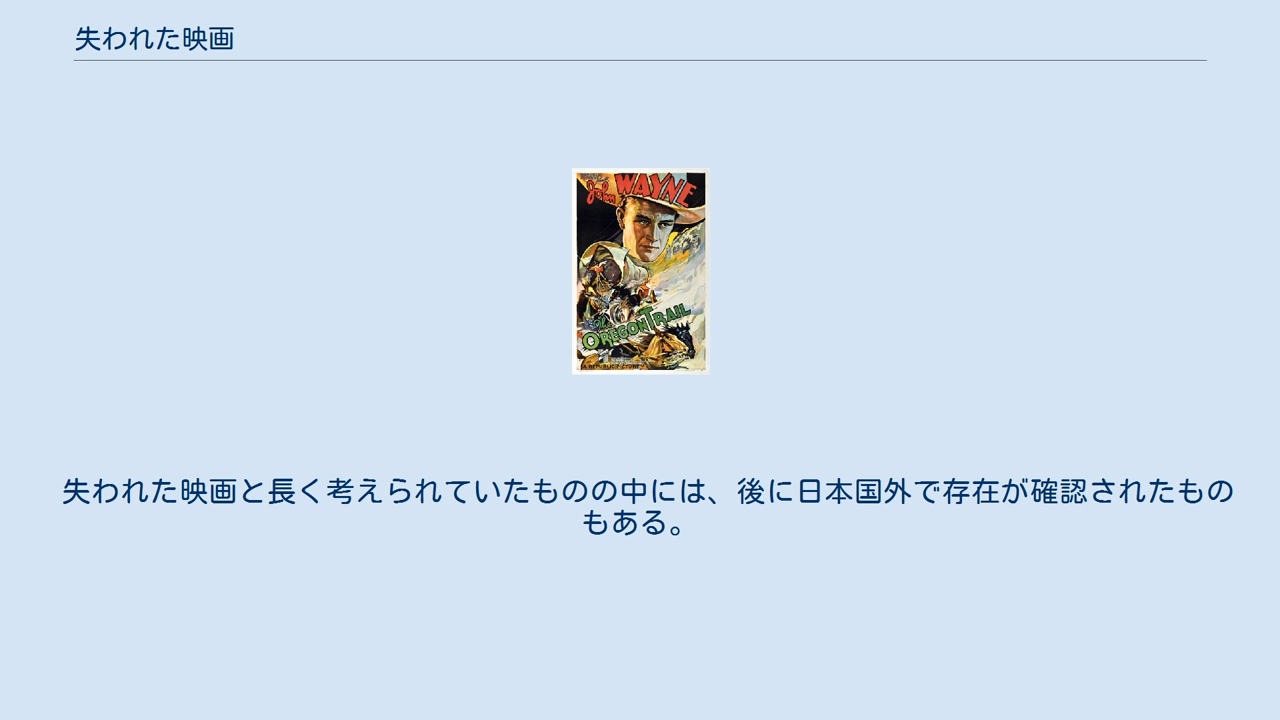 失われた映画
John WAYNE
OREGON TRAIL
失われた映画と長く考えられていたものの中には、後に日本国外で存在が確認されたもの
もある。